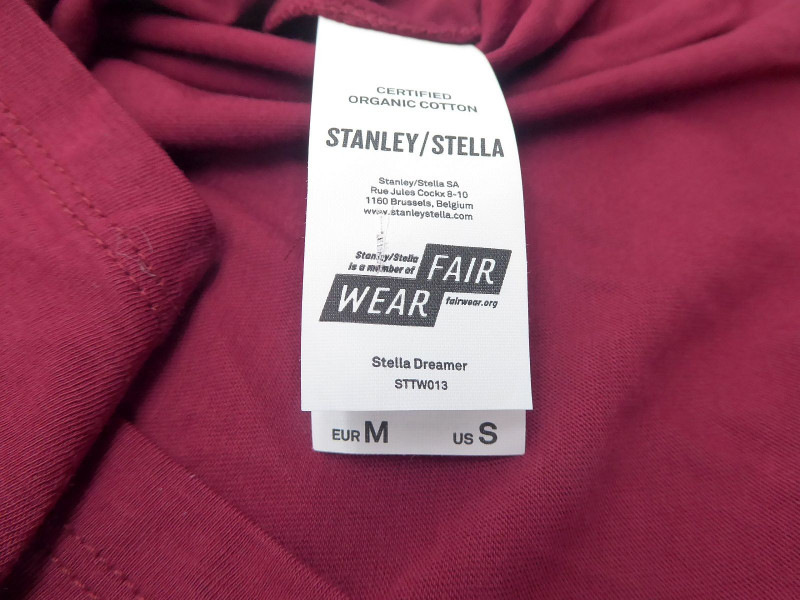 CERTIFIED
ORGANIC COTTON
STANLEY/STELLA
Stanley/Stella SA
Rue Jules Cockx 8-10
1160 Brussels, Belgium
www.stanleystella.com
Stanley/Stella
is a member of
FAIR
WEAR
fairwear.org
Stella Dreamer
STTW013
EUR M US S